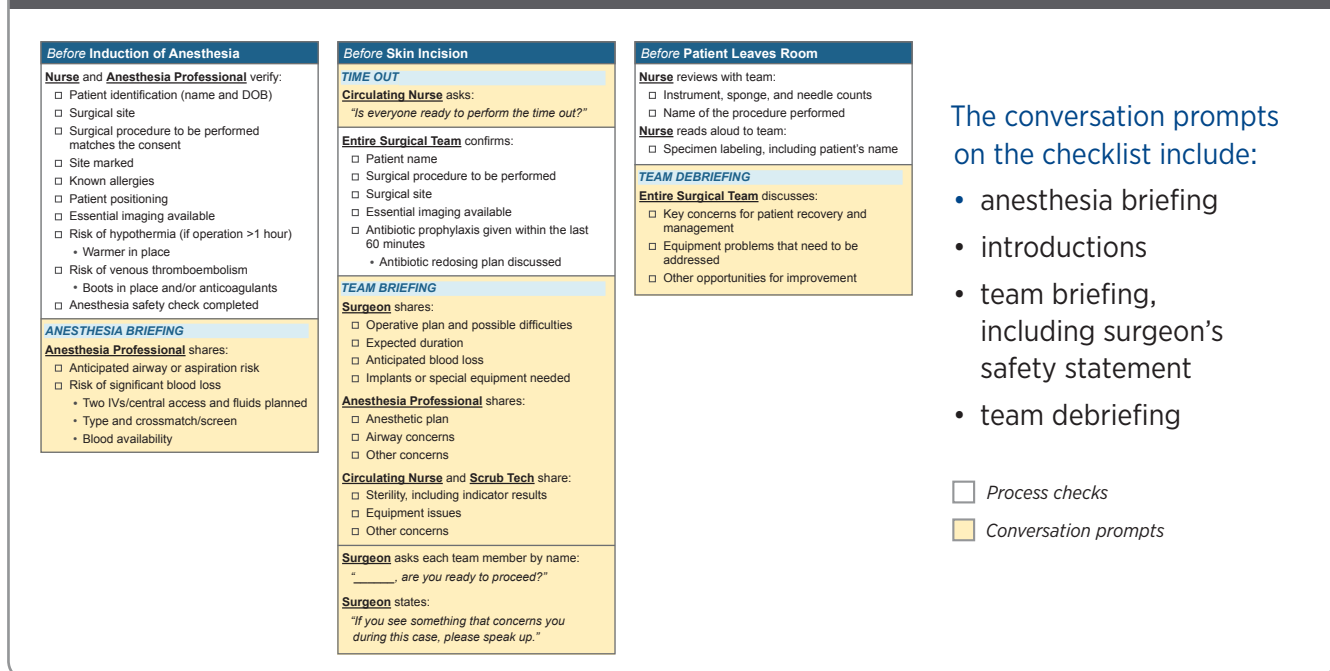 Before Induction of Anesthesia
Nurse and Anesthesia Professional verify:
□ Patient identification (name and DOB)
□ Surgical site
□ Surgical procedure to be performed
matches the consent
□ Site marked
□ Known allergies
□ Patient positioning
□ Essential imaging available
□ Risk of hypothermia (if operation >1 hour)
• Warmer in place
□ Risk of venous thromboembolism
• Boots in place and/or anticoagulants
□ Anesthesia safety check completed
ANESTHESIA BRIEFING
Anesthesia Professional shares:
□ Anticipated airway or aspiration risk
□ Risk of significant blood loss
• Two IVs/central access and fluids planned
• Type and crossmatch/screen
• Blood availability
Before Skin Incision
TIME OUT
Circulating Nurse asks:
“Is everyone ready to perform the time out?”
Entire Surgical Team confirms:
□ Patient name
□ Surgical procedure to be performed
□ Surgical site
□ Essential imaging available
□ Antibiotic prophylaxis given within the last
60 minutes
• Antibiotic redosing plan discussed
TEAM BRIEFING
Surgeon shares:
□ Operative plan and possible difficulties
□ Expected duration
□ Anticipated blood loss
□ Implants or special equipment needed
Anesthesia Professional shares:
□ Anesthetic plan
□ Airway concerns
□ Other concerns
Circulating Nurse and Scrub Tech share:
□ Sterility, including indicator results
□ Equipment issues
□ Other concerns
Surgeon asks each team member by name:
“______, are you ready to proceed?”
Surgeon states:
“If you see something that concerns you
during this case, please speak up.”
Before Patient Leaves Room
Nurse reviews with team:
□ Instrument, sponge, and needle counts
□ Name of the procedure performed
Nurse reads aloud to team:
□ Specimen labeling, including patient’s name
TEAM DEBRIEFING
Entire Surgical Team discusses:
□ Key concerns for patient recovery and
management
□ Equipment problems that need to be
addressed
□ Other opportunities for improvement
The conversation prompts
on the checklist include:
• anesthesia briefing
• introductions
• team briefing,
including surgeon’s
safety statement
• team debriefing
Process checks
Conversation prompts